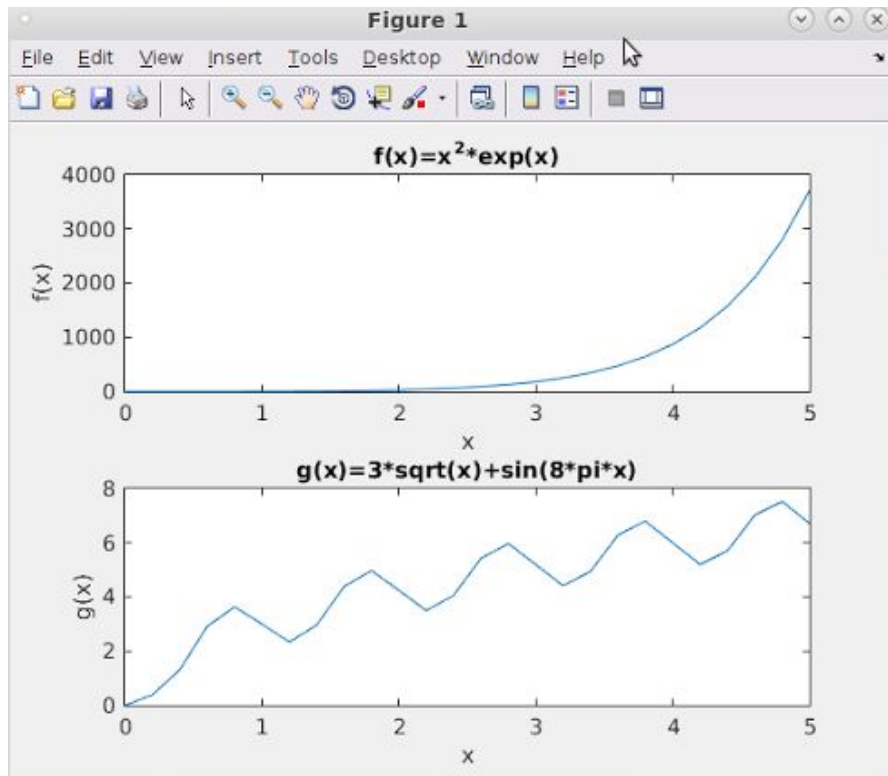 Figure 1
File Edit View Insert Tools Desktop Window Help
f(x)=x²*exp(x)
4000
3000
2000
1000
0
f(x)
0 1 2 3 4 5
x
g(x)=3*sqrt(x)+sin(8*pi*x)
8
6
4
2
0
g(x)
0 1 2 3 4 5
x